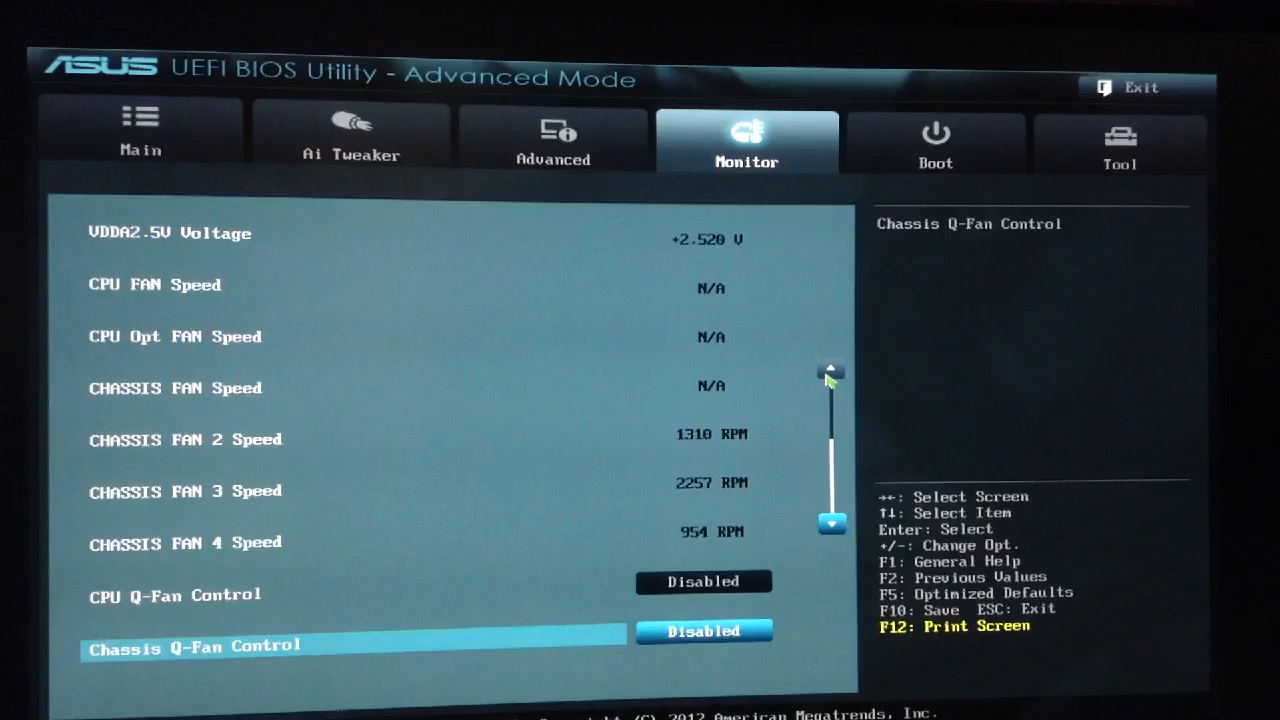 ASUS UEFI BIOS Utility - Advanced Mode
Exit
Main
Ai Tweaker
Advanced
Monitor
Boot
Tool
VDDA2.5V Voltage +2.520 V
CPU FAN Speed N/A
CPU Opt FAN Speed N/A
CHASSIS FAN Speed N/A
CHASSIS FAN 2 Speed 1310 RPM
CHASSIS FAN 3 Speed 2257 RPM
CHASSIS FAN 4 Speed 954 RPM
CPU Q-Fan Control Disabled
Chassis Q-Fan Control Disabled
Chassis Q-Fan Control
→←: Select Screen
↑↓: Select Item
Enter: Select
+/-: Change Opt.
F1: General Help
F2: Previous Values
F5: Optimized Defaults
F10: Save ESC: Exit
F12: Print Screen
(C) 2012 American Megatrends, Inc.